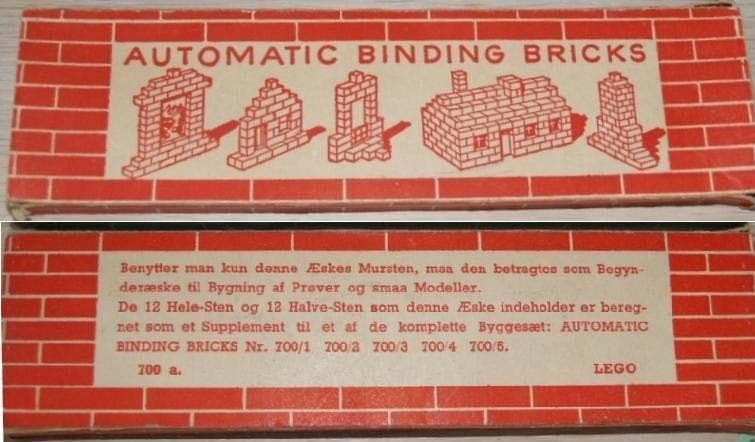 AUTOMATIC BINDING BRICKS
Benytter man kun denne Æskes Mursten, maa den betragtes som Begyn-
deræske til Bygning af Prøver og smaa Modeller.
De 12 Hele-Sten og 12 Halve-Sten som denne Æske indeholder er bereg-
net som et Supplement til et af de komplette Byggesæt: AUTOMATIC
BINDING BRICKS Nr. 700/1 700/2 700/3 700/4 700/5.
700 a. LEGO